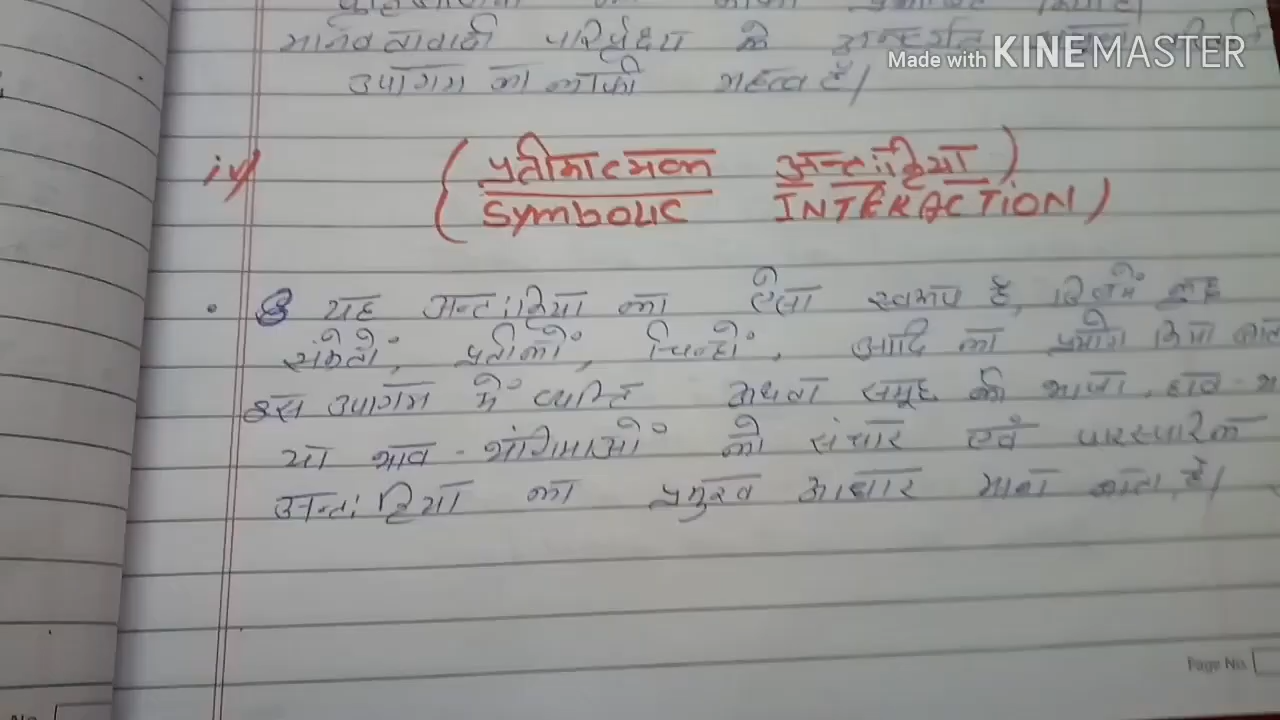 मानवतावादी परिप्रेक्ष्य के अन्तर्गत
Made with KINEMASTER
उपागम का काफी महत्व है।
iv) (प्रतीकात्मक अन्तःक्रिया)
(SYMBOLIC INTERACTION)
• यह अन्तःक्रिया का ऐसा स्वरूप है, जिसमें कुछ
संकेतों, प्रतीकों, चिन्हों, आदि का प्रयोग किया जाता
इस उपागम में व्यक्ति अथवा समूह की भाषा, हाव-भ
या भाव-भंगिमाओं को संचार एवं पारस्परिक
अन्तःक्रिया का प्रमुख आधार माना जाता है।
Page No.
No